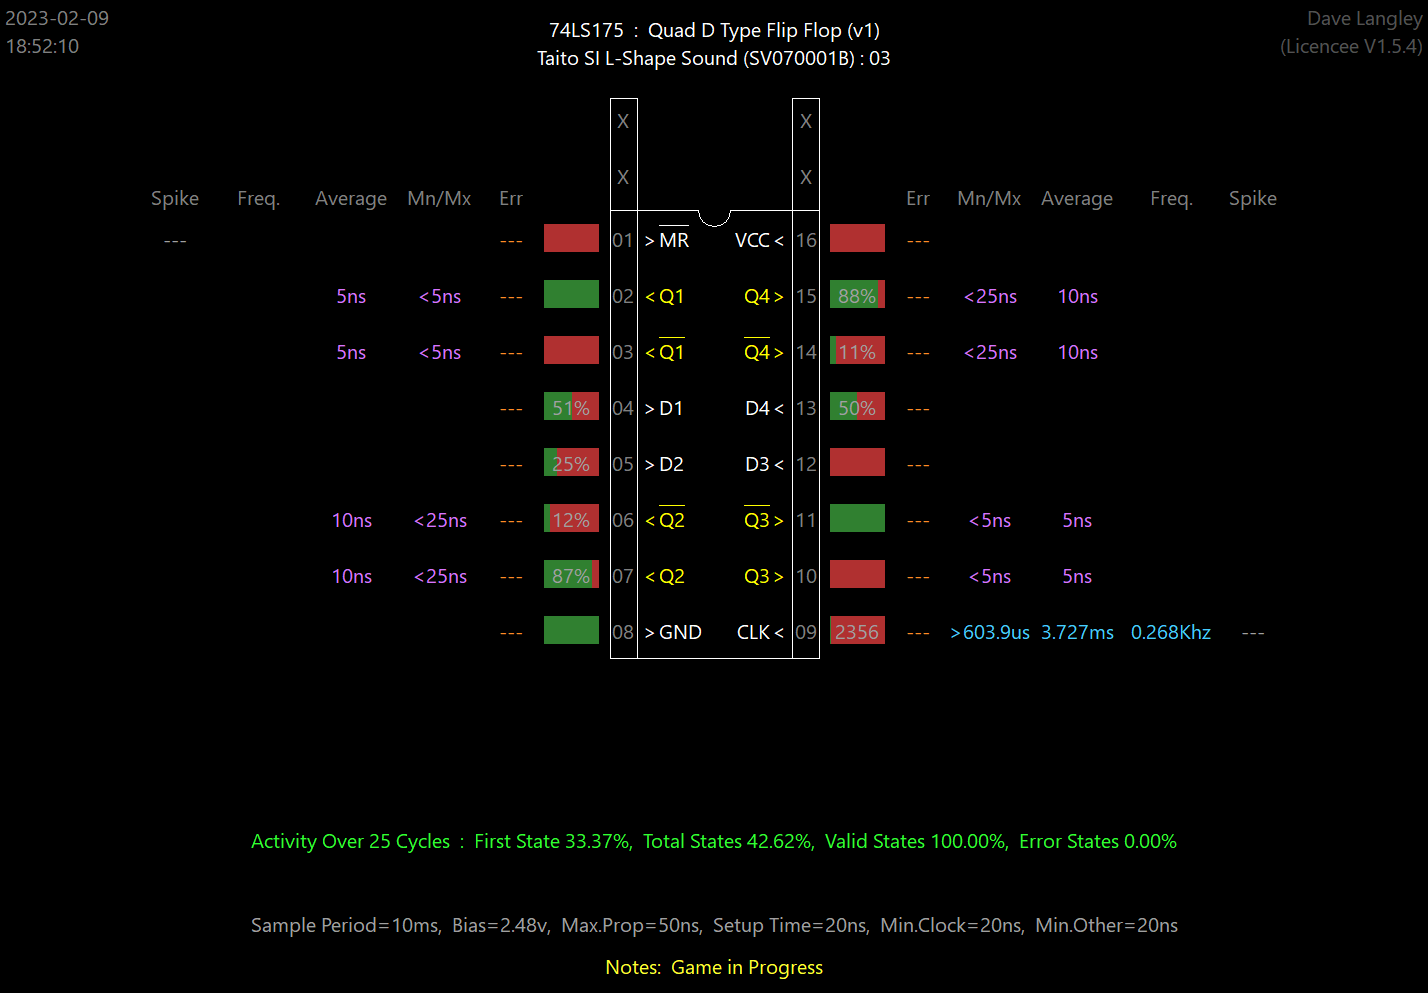 2023-02-09
18:52:10
74LS175 : Quad D Type Flip Flop (v1)
Taito SI L-Shape Sound (SV070001B) : 03
Dave Langley
(Licencee V1.5.4)
X X
X X
Spike Freq. Average Mn/Mx Err Err Mn/Mx Average Freq. Spike
--- --- 01 >MR VCC< 16 ---
5ns <5ns --- 02 <Q1 Q4> 15 88% --- <25ns 10ns
5ns <5ns --- 03 <Q1 Q4> 14 11% --- <25ns 10ns
--- 51% 04 >D1 D4< 13 50% ---
--- 25% 05 >D2 D3< 12 ---
10ns <25ns --- 12% 06 <Q2 Q3> 11 --- <5ns 5ns
10ns <25ns --- 87% 07 <Q2 Q3> 10 --- <5ns 5ns
--- 08 >GND CLK< 09 2356 --- >603.9us 3.727ms 0.268Khz ---
Activity Over 25 Cycles : First State 33.37%, Total States 42.62%, Valid States 100.00%, Error States 0.00%
Sample Period=10ms, Bias=2.48v, Max.Prop=50ns, Setup Time=20ns, Min.Clock=20ns, Min.Other=20ns
Notes: Game in Progress